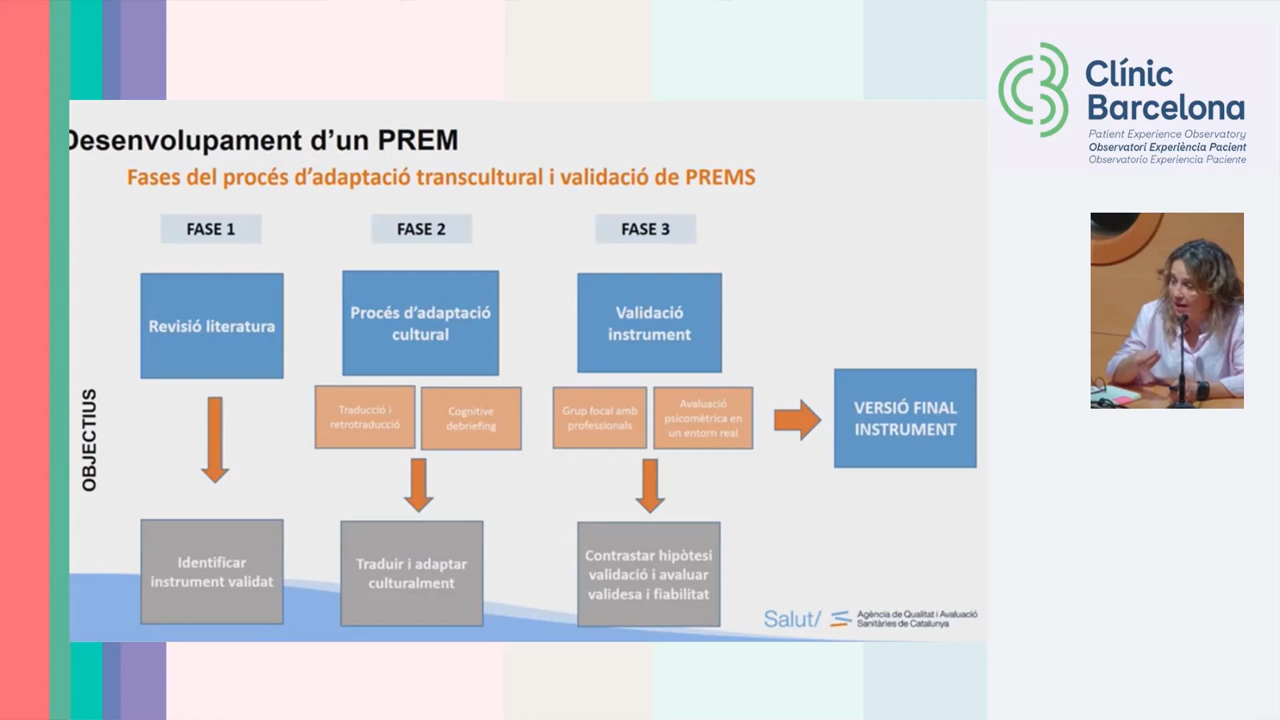 Desenvolupament d'un PREM
Fases del procés d'adaptació transcultural i validació de PREMS
FASE 1
FASE 2
FASE 3
Revisió literatura
Procés d'adaptació
cultural
Validació
instrument
Traducció i
retrotraducció
Cognitive
debriefing
Grup focal amb
professionals
Avaluació
psicomètrica en
un entorn real
VERSIÓ FINAL
INSTRUMENT
OBJECTIUS
Identificar
instrument validat
Traduir i adaptar
culturalment
Contrastar hipòtesi
validació i avaluar
validesa i fiabilitat
Salut/
Agència de Qualitat i Avaluació
Sanitàries de Catalunya
Clínic
Barcelona
Patient Experience Observatory
Observatori Experiència Pacient
Observatorio Experiencia Paciente